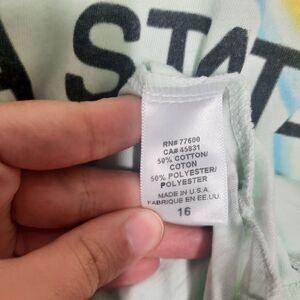 A STAT
RN# 77600
CA# 45831
50% COTTON/
COTON
50% POLYESTER/
POLYESTER
MADE IN U.S.A.
FABRIQUE EN EE.UU.
16